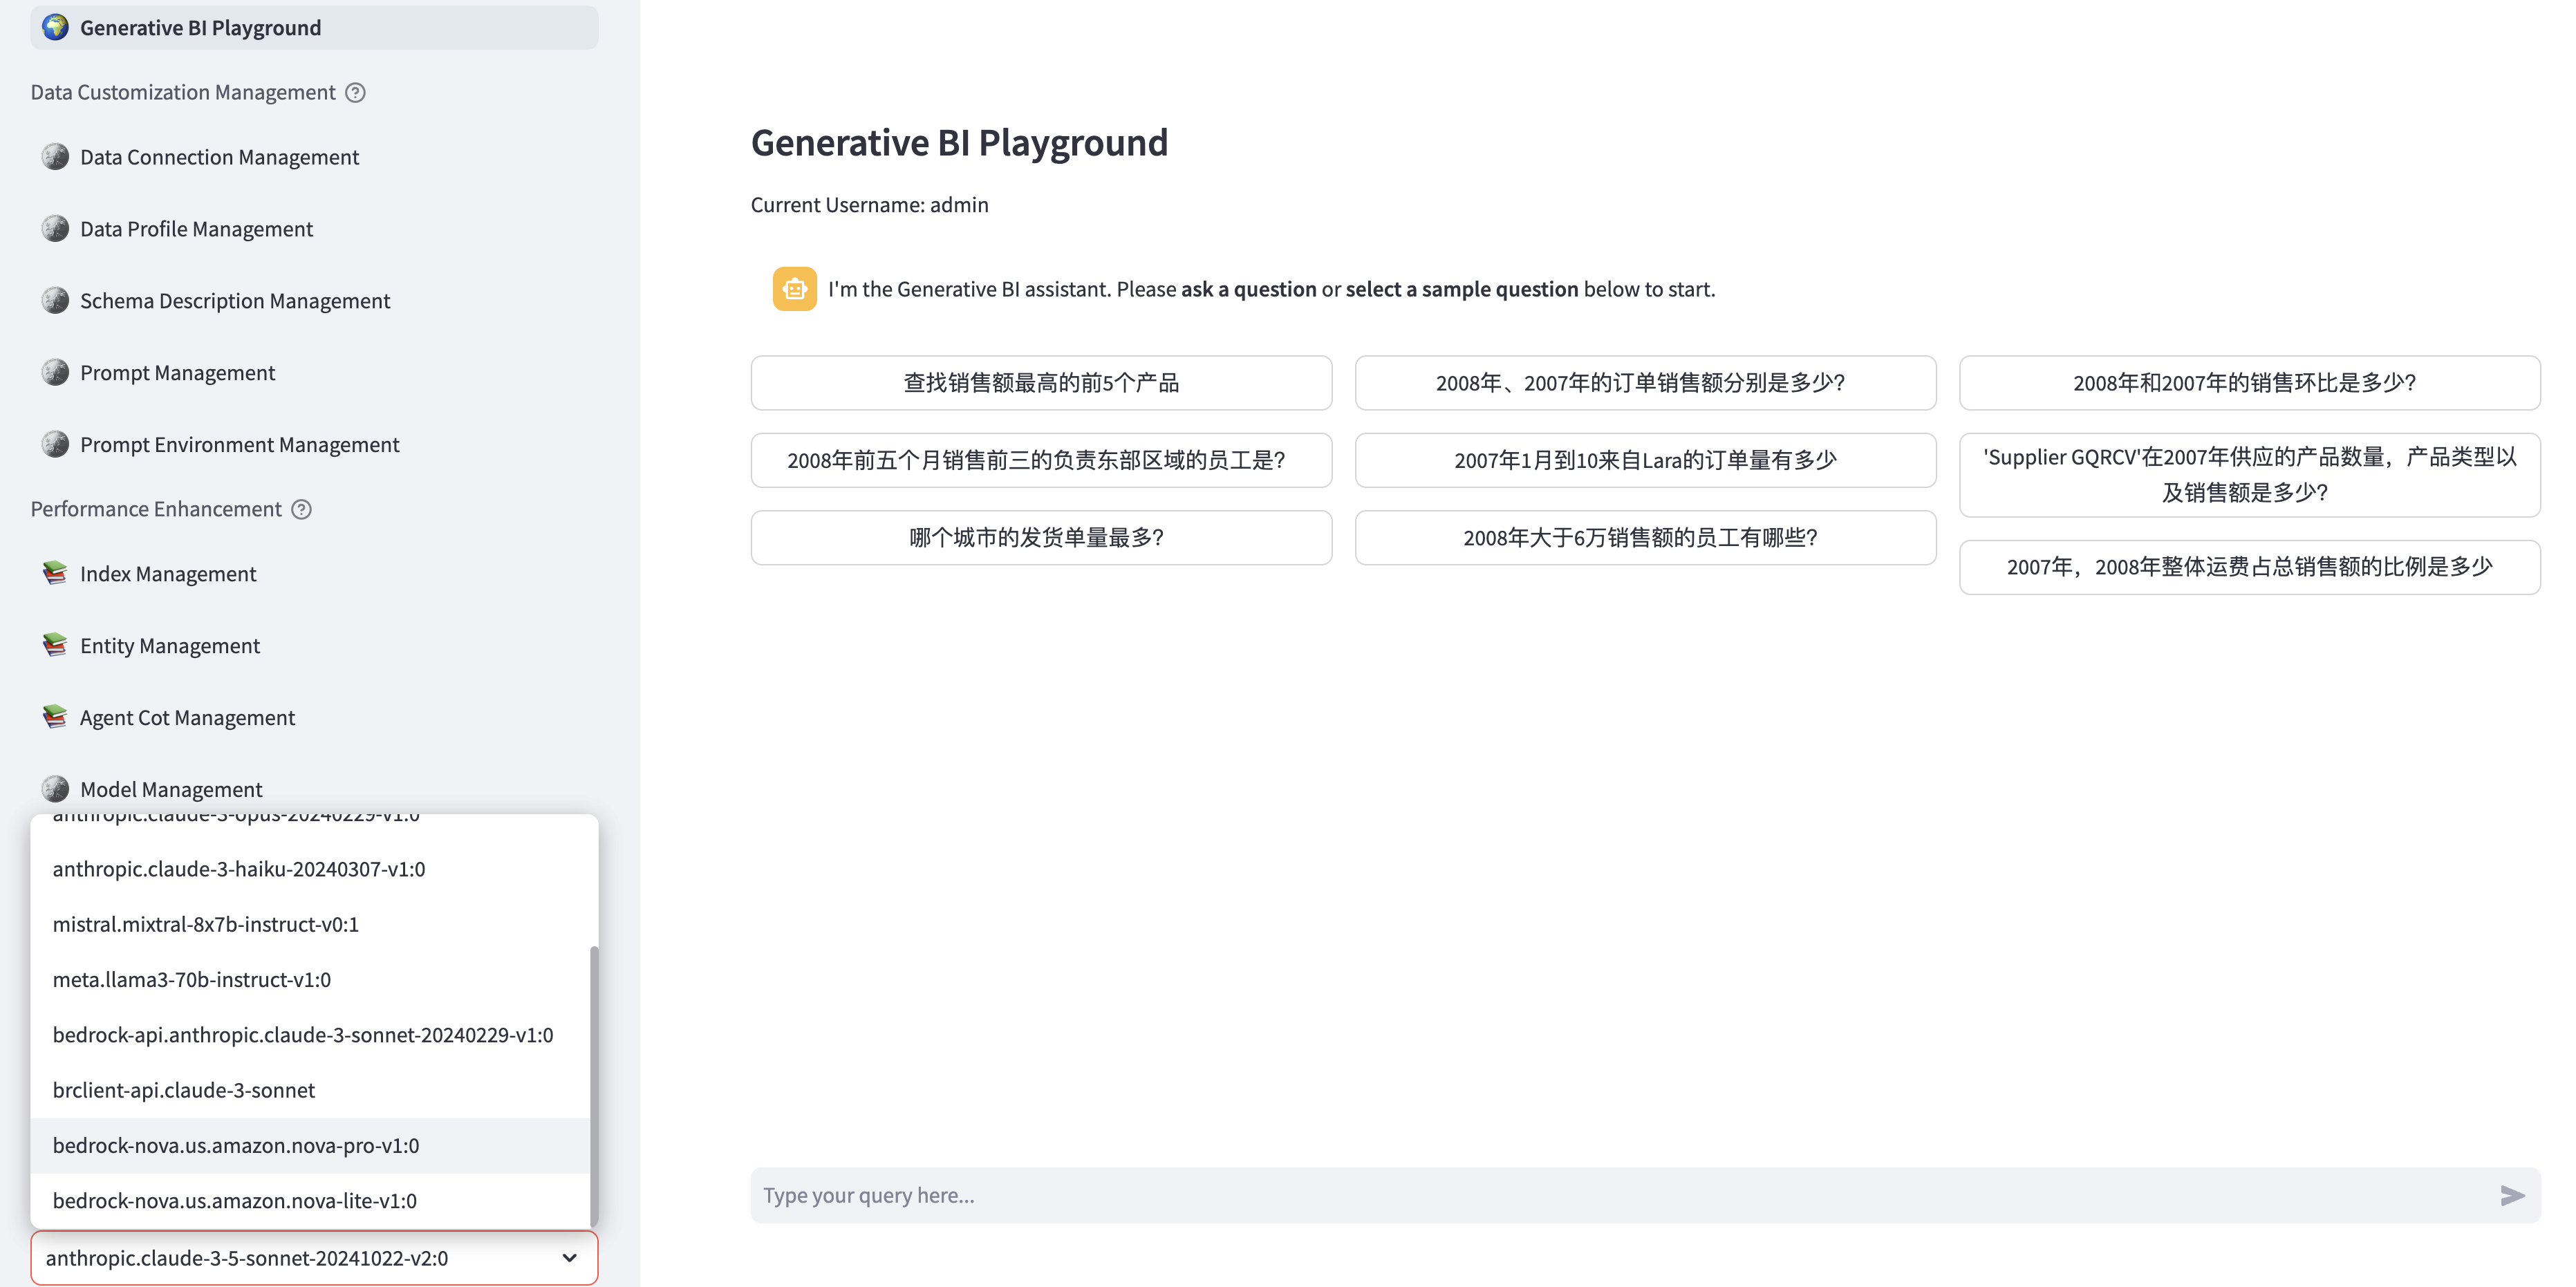 Generative BI Playground
Data Customization Management
Data Connection Management
Data Profile Management
Schema Description Management
Prompt Management
Prompt Environment Management
Performance Enhancement
Index Management
Entity Management
Agent Cot Management
Model Management
anthropic.claude-3-opus-20240229-v1:0
anthropic.claude-3-haiku-20240307-v1:0
mistral.mixtral-8x7b-instruct-v0:1
meta.llama3-70b-instruct-v1:0
bedrock-api.anthropic.claude-3-sonnet-20240229-v1:0
brclient-api.claude-3-sonnet
bedrock-nova.us.amazon.nova-pro-v1:0
bedrock-nova.us.amazon.nova-lite-v1:0
anthropic.claude-3-5-sonnet-20241022-v2:0
Generative BI Playground
Current Username: admin
I'm the Generative BI assistant. Please ask a question or select a sample question below to start.
查找销售额最高的前5个产品
2008年、2007年的订单销售额分别是多少?
2008年和2007年的销售环比是多少?
2008年前五个月销售前三的负责东部区域的员工是?
2007年1月到10来自Lara的订单量有多少
'Supplier GQRCV'在2007年供应的产品数量，产品类型以
及销售额是多少?
哪个城市的发货单量最多?
2008年大于6万销售额的员工有哪些?
2007年，2008年整体运费占总销售额的比例是多少
Type your query here...